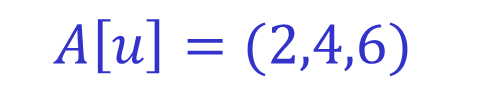 A[u] = (2,4,6)